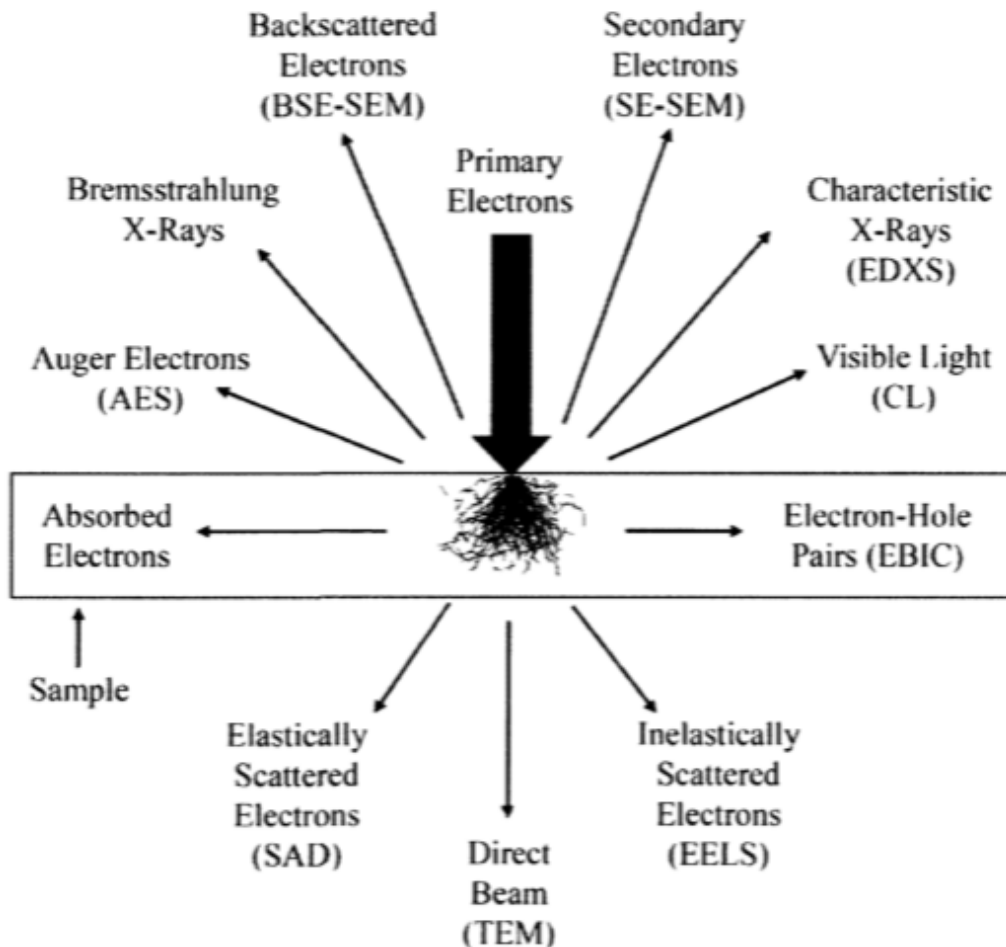 Backscattered
Electrons
(BSE-SEM)
Secondary
Electrons
(SE-SEM)
Primary
Electrons
Bremsstrahlung
X-Rays
Characteristic
X-Rays
(EDXS)
Auger Electrons
(AES)
Visible Light
(CL)
Absorbed
Electrons
Electron-Hole
Pairs (EBIC)
Sample
Elastically
Scattered
Electrons
(SAD)
Direct
Beam
(TEM)
Inelastically
Scattered
Electrons
(EELS)